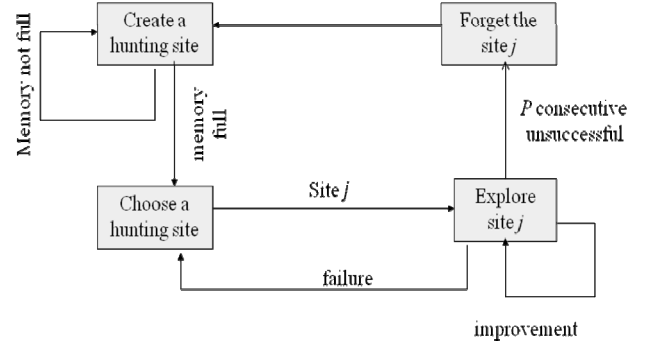 Create a
hunting site
Forget the
site j
Memory not full
memory
full
P consecutive
unsuccessful
Choose a
hunting site
Site j
Explore
site j
failure
improvement